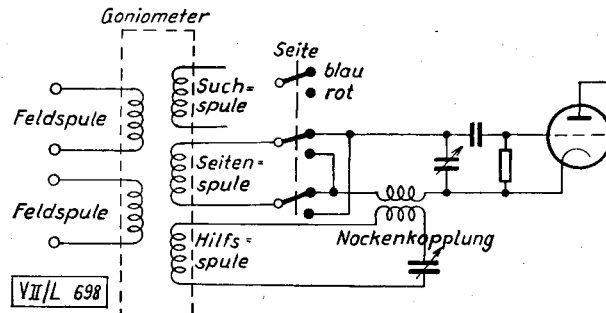 Goniometer
Seite
blau
rot
Such=
spule
Feldspule
Seiten=
spule
Feldspule
Hilfs=
spule
Nockenkopplung
VII/L 698